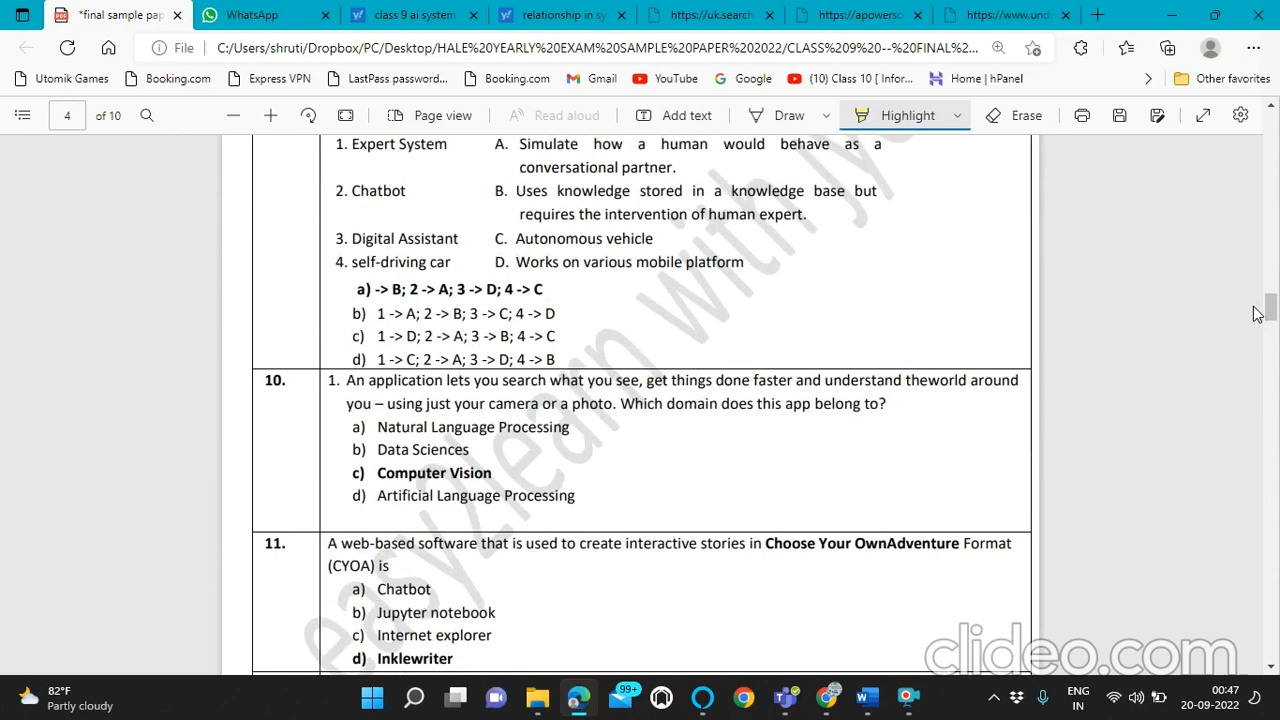 *final sample pap
WhatsApp
class 9 ai system
relationship in sy
https://uk.search
https://apowerso
https://www.und
File
C:/Users/shruti/Dropbox/PC/Desktop/HALE%20YEARLY%20EXAM%20SAMPLE%20PAPER%202022/CLASS%209%20--%20FINAL%...
Utomik Games
Booking.com
Express VPN
LastPass password...
Booking.com
Gmail
YouTube
Google
(10) Class 10 [ Infor...
Home | hPanel
Other favorites
4 of 10
Page view
Read aloud
Add text
Draw
Highlight
Erase
1. Expert System A. Simulate how a human would behave as a
conversational partner.
2. Chatbot B. Uses knowledge stored in a knowledge base but
requires the intervention of human expert.
3. Digital Assistant C. Autonomous vehicle
4. self-driving car D. Works on various mobile platform
a) -> B; 2 -> A; 3 -> D; 4 -> C
b) 1 -> A; 2 -> B; 3 -> C; 4 -> D
c) 1 -> D; 2 -> A; 3 -> B; 4 -> C
d) 1 -> C; 2 -> A; 3 -> D; 4 -> B
10. 1. An application lets you search what you see, get things done faster and understand theworld around
you – using just your camera or a photo. Which domain does this app belong to?
a) Natural Language Processing
b) Data Sciences
c) Computer Vision
d) Artificial Language Processing
11. A web-based software that is used to create interactive stories in Choose Your OwnAdventure Format
(CYOA) is
a) Chatbot
b) Jupyter notebook
c) Internet explorer
d) Inklewriter
easy2learn with
clideo.com
82°F
Partly cloudy
99+
ENG
IN
00:47
20-09-2022